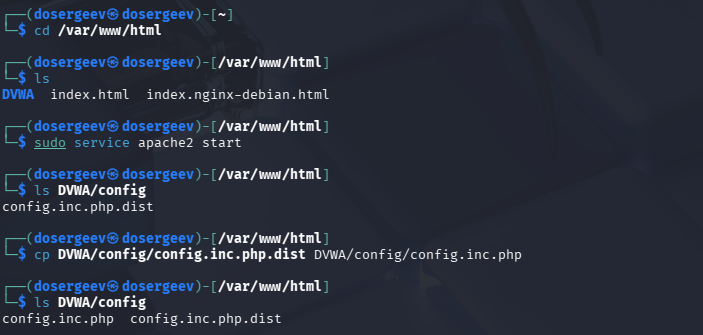 ┌──(dosergeev㉿dosergeev)-[~]
└─$ cd /var/www/html
┌──(dosergeev㉿dosergeev)-[/var/www/html]
└─$ ls
DVWA  index.html  index.nginx-debian.html
┌──(dosergeev㉿dosergeev)-[/var/www/html]
└─$ sudo service apache2 start
┌──(dosergeev㉿dosergeev)-[/var/www/html]
└─$ ls DVWA/config
config.inc.php.dist
┌──(dosergeev㉿dosergeev)-[/var/www/html]
└─$ cp DVWA/config/config.inc.php.dist DVWA/config/config.inc.php
┌──(dosergeev㉿dosergeev)-[/var/www/html]
└─$ ls DVWA/config
config.inc.php  config.inc.php.dist